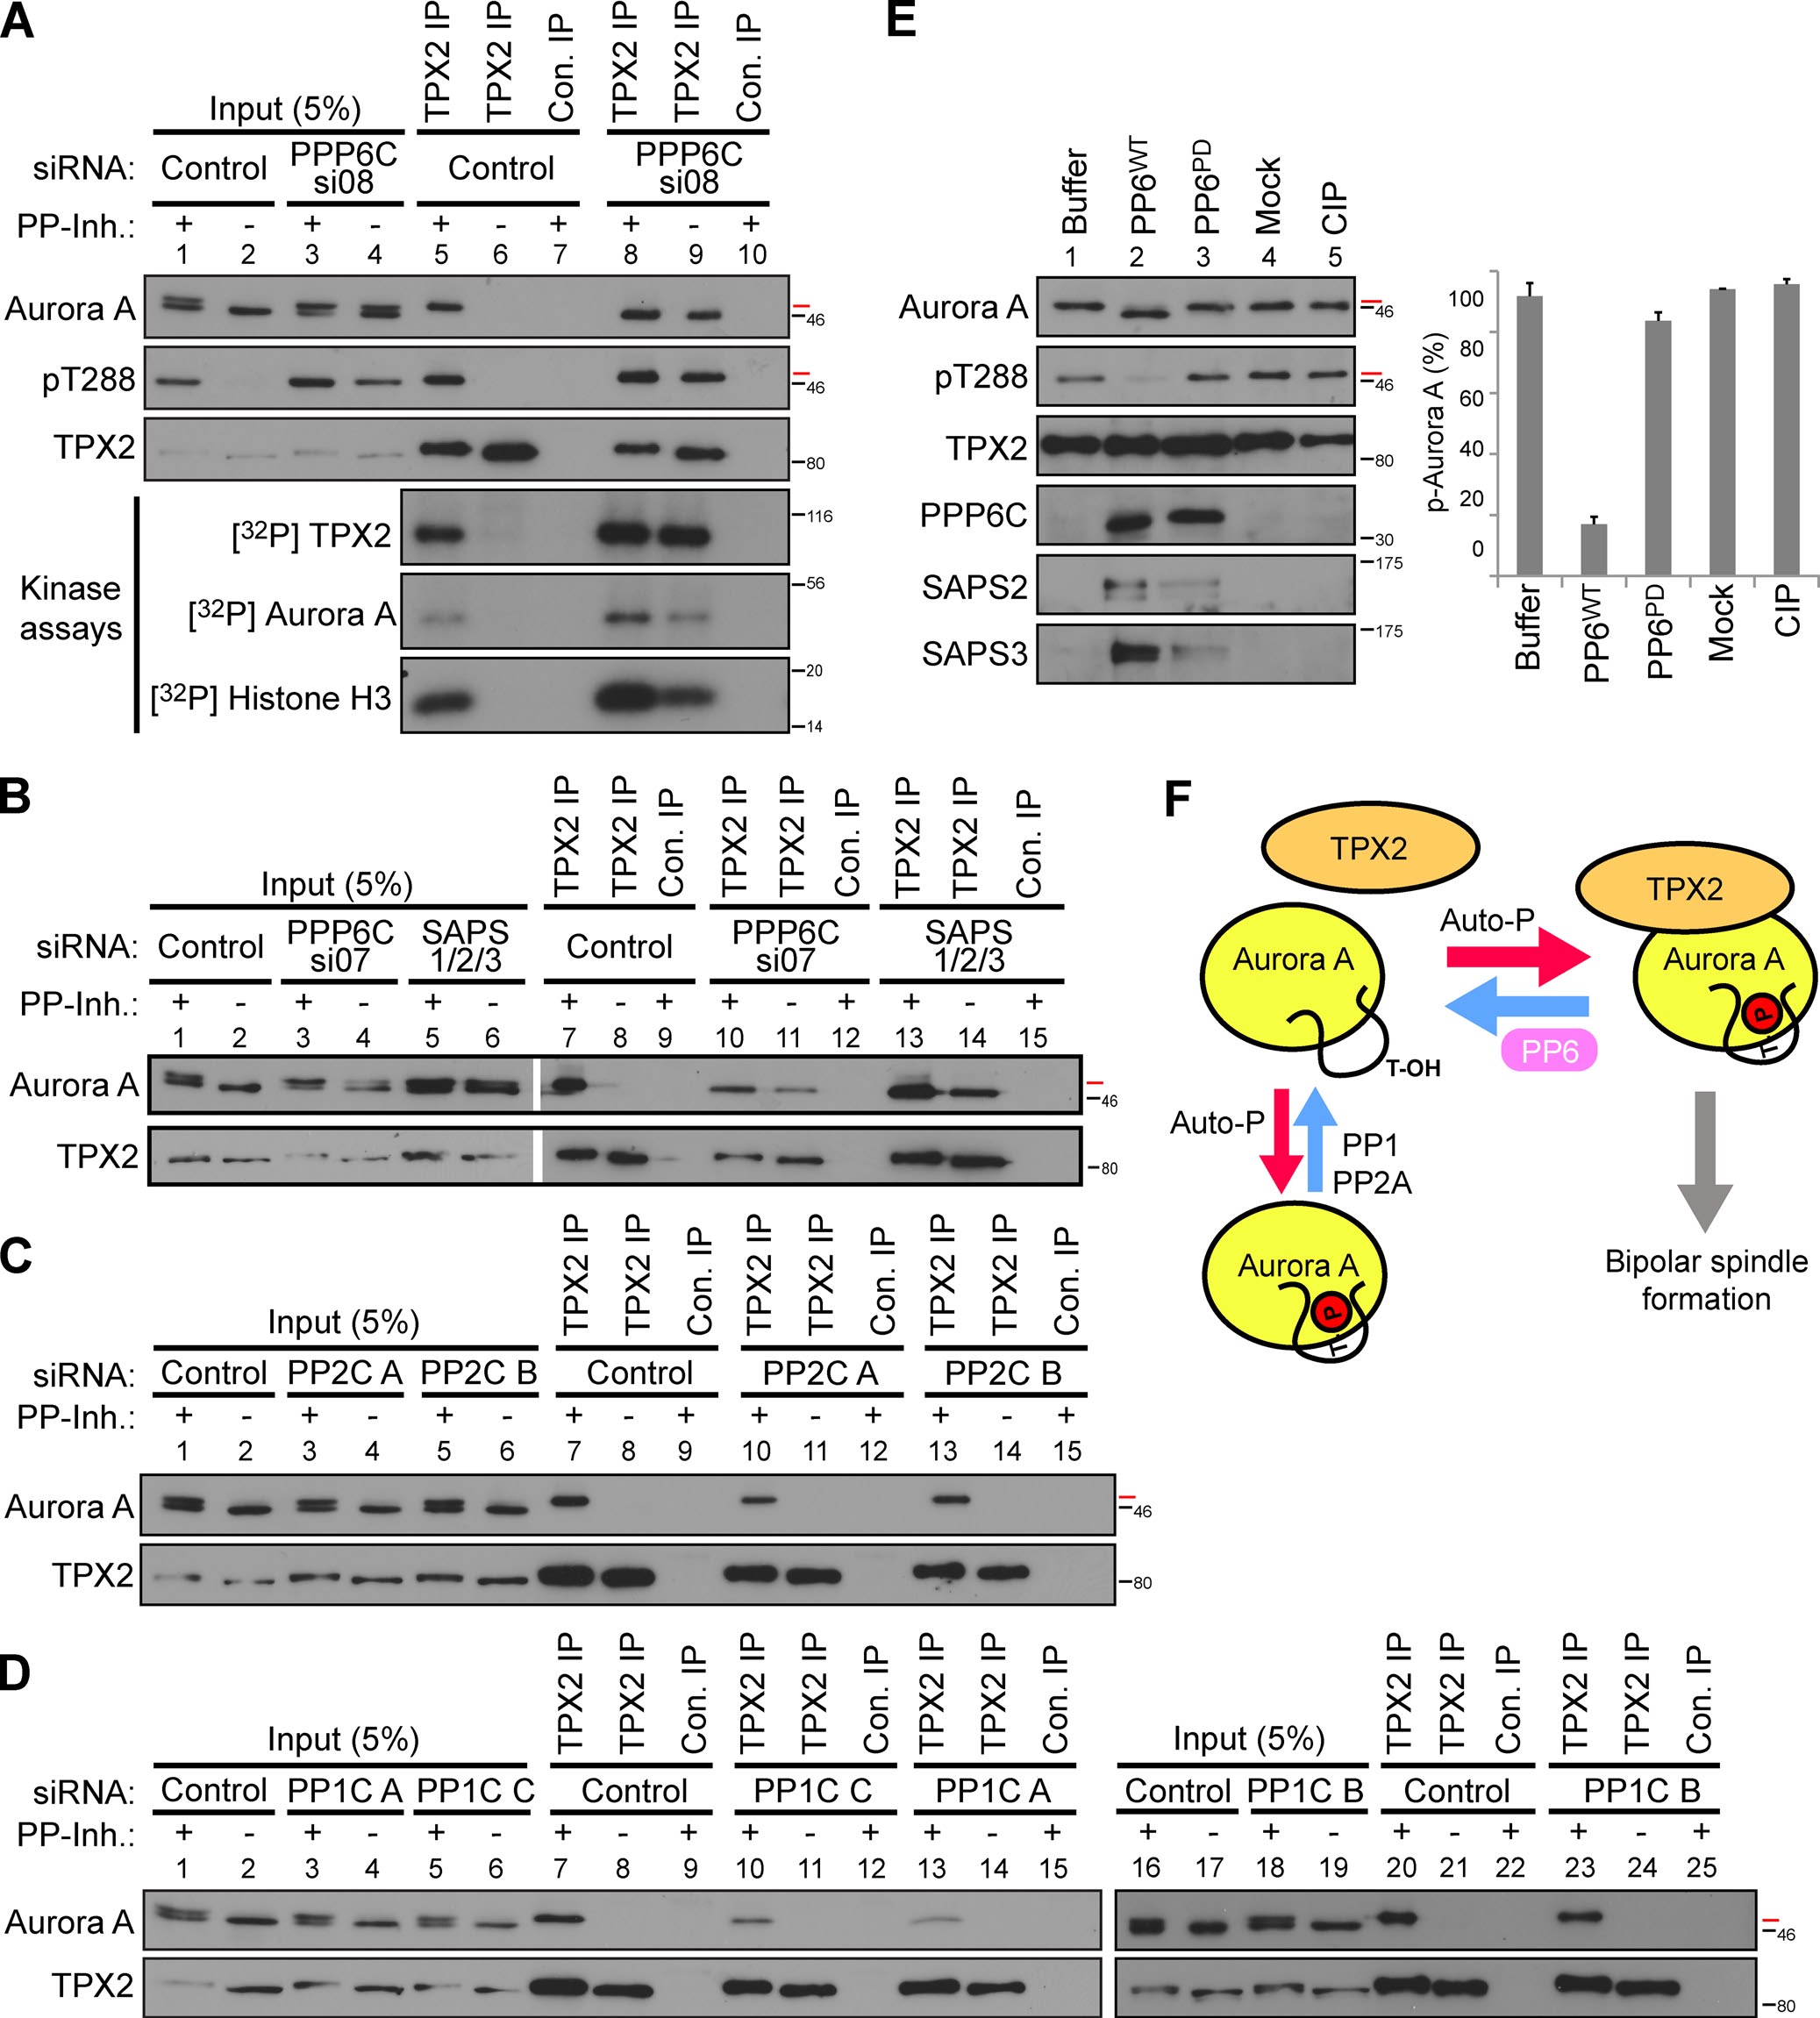 A
TPX2 IP
TPX2 IP
Con. IP
TPX2 IP
TPX2 IP
Con. IP
Input (5%)
siRNA: Control PPP6C si08 Control PPP6C si08
PP-Inh.: + - + - + - + + - +
1 2 3 4 5 6 7 8 9 10
Aurora A 46
pT288 46
TPX2 80
Kinase assays
[32P] TPX2 116
[32P] Aurora A 56
[32P] Histone H3 20
14
E
Buffer
PP6WT
PP6PD
Mock
CIP
1 2 3 4 5
Aurora A 46
pT288 46
TPX2 80
PPP6C 30
SAPS2 175
SAPS3 175
p-Aurora A (%)
100
80
60
40
20
0
Buffer
PP6WT
PP6PD
Mock
CIP
B
TPX2 IP
TPX2 IP
Con. IP
TPX2 IP
TPX2 IP
Con. IP
TPX2 IP
TPX2 IP
Con. IP
Input (5%)
siRNA: Control PPP6C si07 SAPS 1/2/3 Control PPP6C si07 SAPS 1/2/3
PP-Inh.: + - + - + - + - + + - + + - +
1 2 3 4 5 6 7 8 9 10 11 12 13 14 15
Aurora A 46
TPX2 80
F
TPX2
Aurora A
T-OH
Auto-P
PP6
TPX2
Aurora A
P
T
Auto-P
PP1
PP2A
Aurora A
P
T
Bipolar spindle
formation
C
TPX2 IP
TPX2 IP
Con. IP
TPX2 IP
TPX2 IP
Con. IP
TPX2 IP
TPX2 IP
Con. IP
Input (5%)
siRNA: Control PP2C A PP2C B Control PP2C A PP2C B
PP-Inh.: + - + - + - + - + + - + + - +
1 2 3 4 5 6 7 8 9 10 11 12 13 14 15
Aurora A 46
TPX2 80
D
TPX2 IP
TPX2 IP
Con. IP
TPX2 IP
TPX2 IP
Con. IP
TPX2 IP
TPX2 IP
Con. IP
TPX2 IP
TPX2 IP
Con. IP
TPX2 IP
TPX2 IP
Con. IP
Input (5%) Input (5%)
siRNA: Control PP1C A PP1C C Control PP1C C PP1C A Control PP1C B Control PP1C B
PP-Inh.: + - + - + - + - + + - + + - + + - + - + - + + - +
1 2 3 4 5 6 7 8 9 10 11 12 13 14 15 16 17 18 19 20 21 22 23 24 25
Aurora A 46
TPX2 80